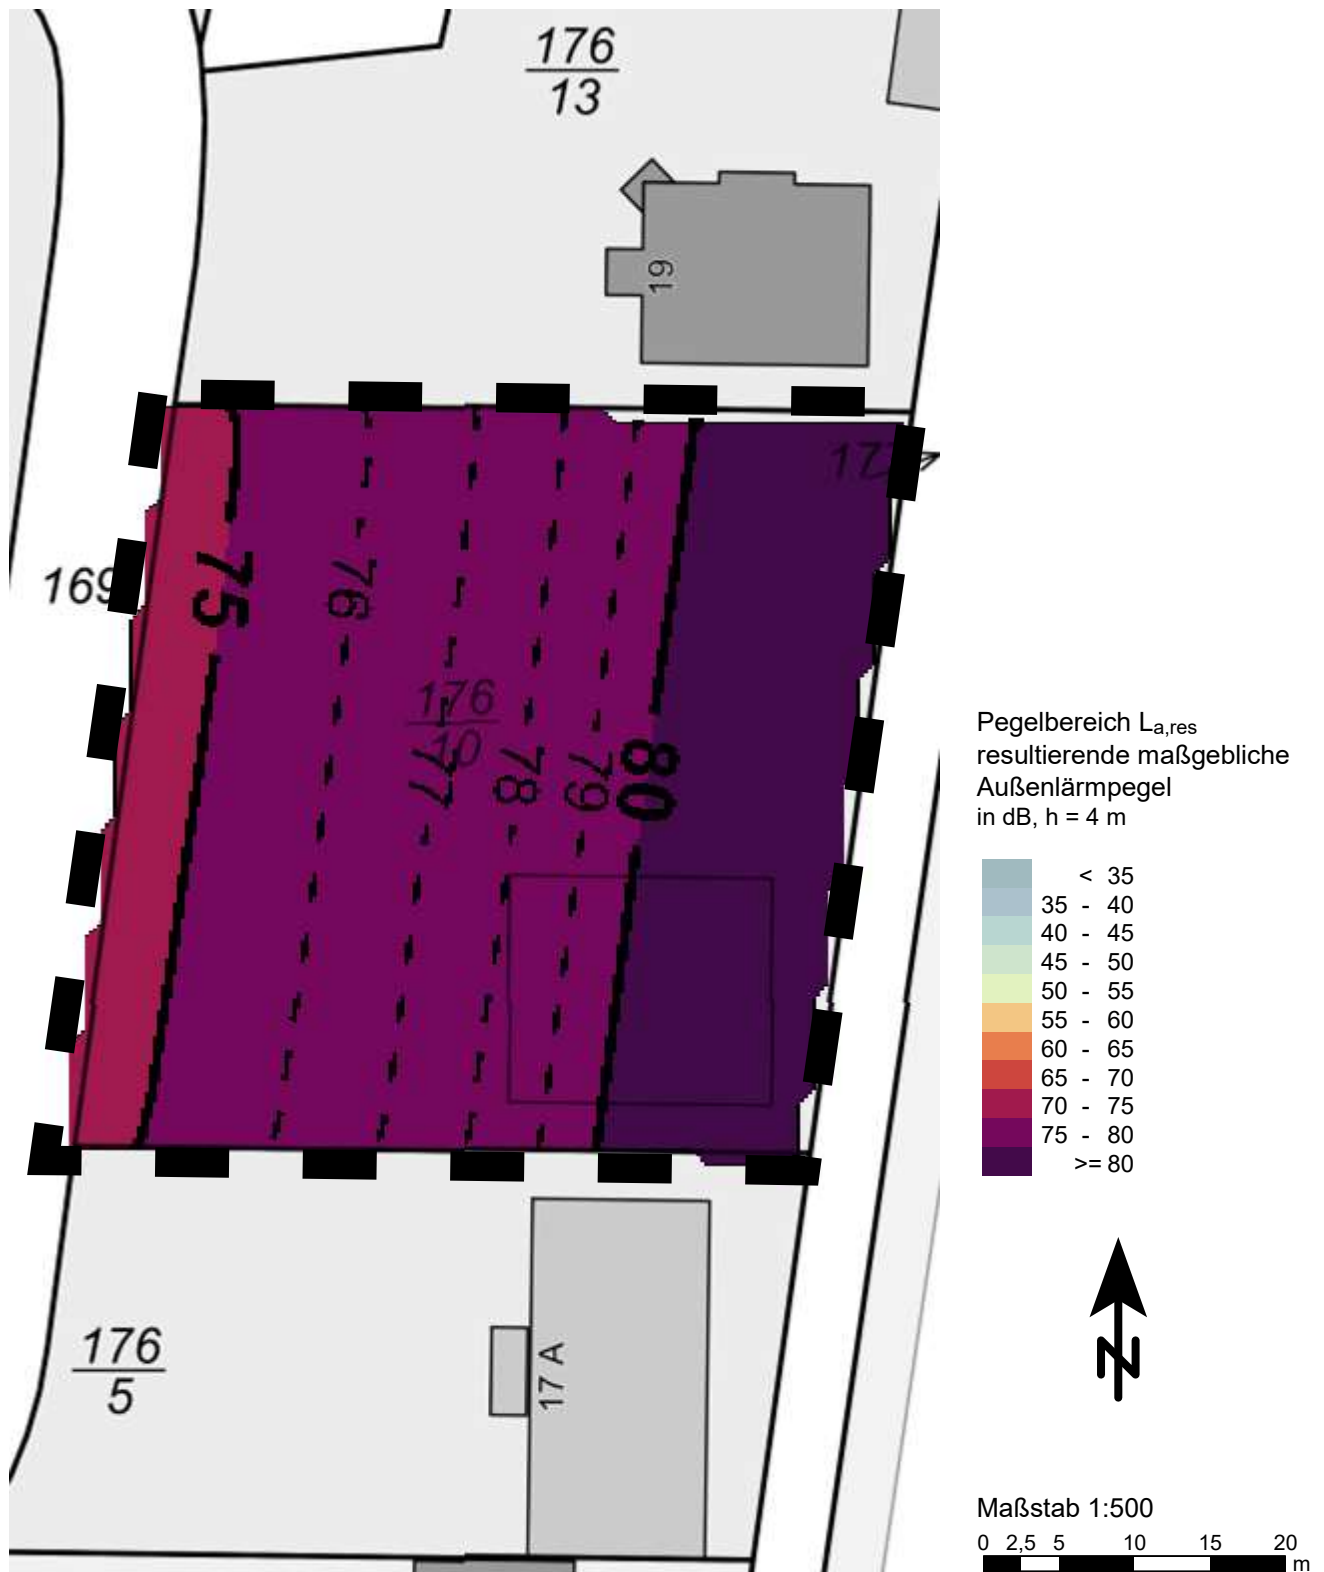 176
13
19
17
169
75
76
176
10
77
78
79
80
176
5
17 A
Pegelbereich La,res
resultierende maßgebliche
Außenlärmpegel
in dB, h = 4 m
< 35
35 - 40
40 - 45
45 - 50
50 - 55
55 - 60
60 - 65
65 - 70
70 - 75
75 - 80
>= 80
N
Maßstab 1:500
0 2,5 5 10 15 20
m